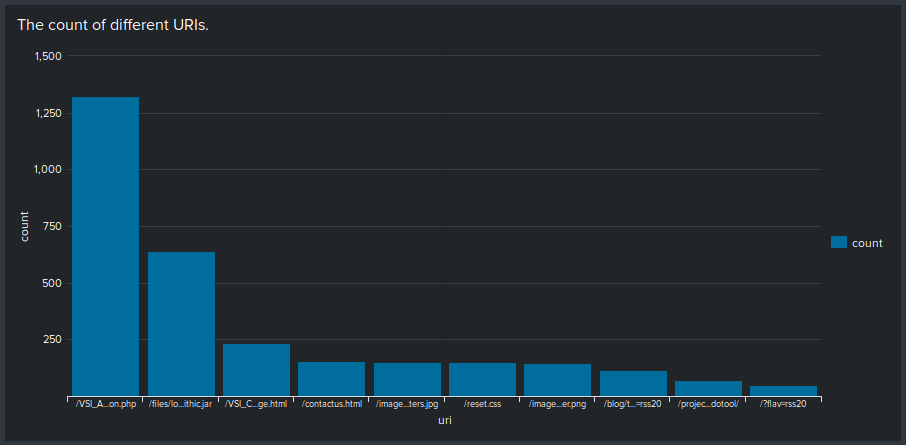 The count of different URIs.
1,500
1,250
1,000
750
500
250
count
/VSI_A...on.php
/files/lo...ithic.jar
/VSI_C...ge.html
/contactus.html
/image...ters.jpg
/reset.css
/image...er.png
/blog/t...=rss20
/projec...dotool/
/?flav=rss20
uri
count